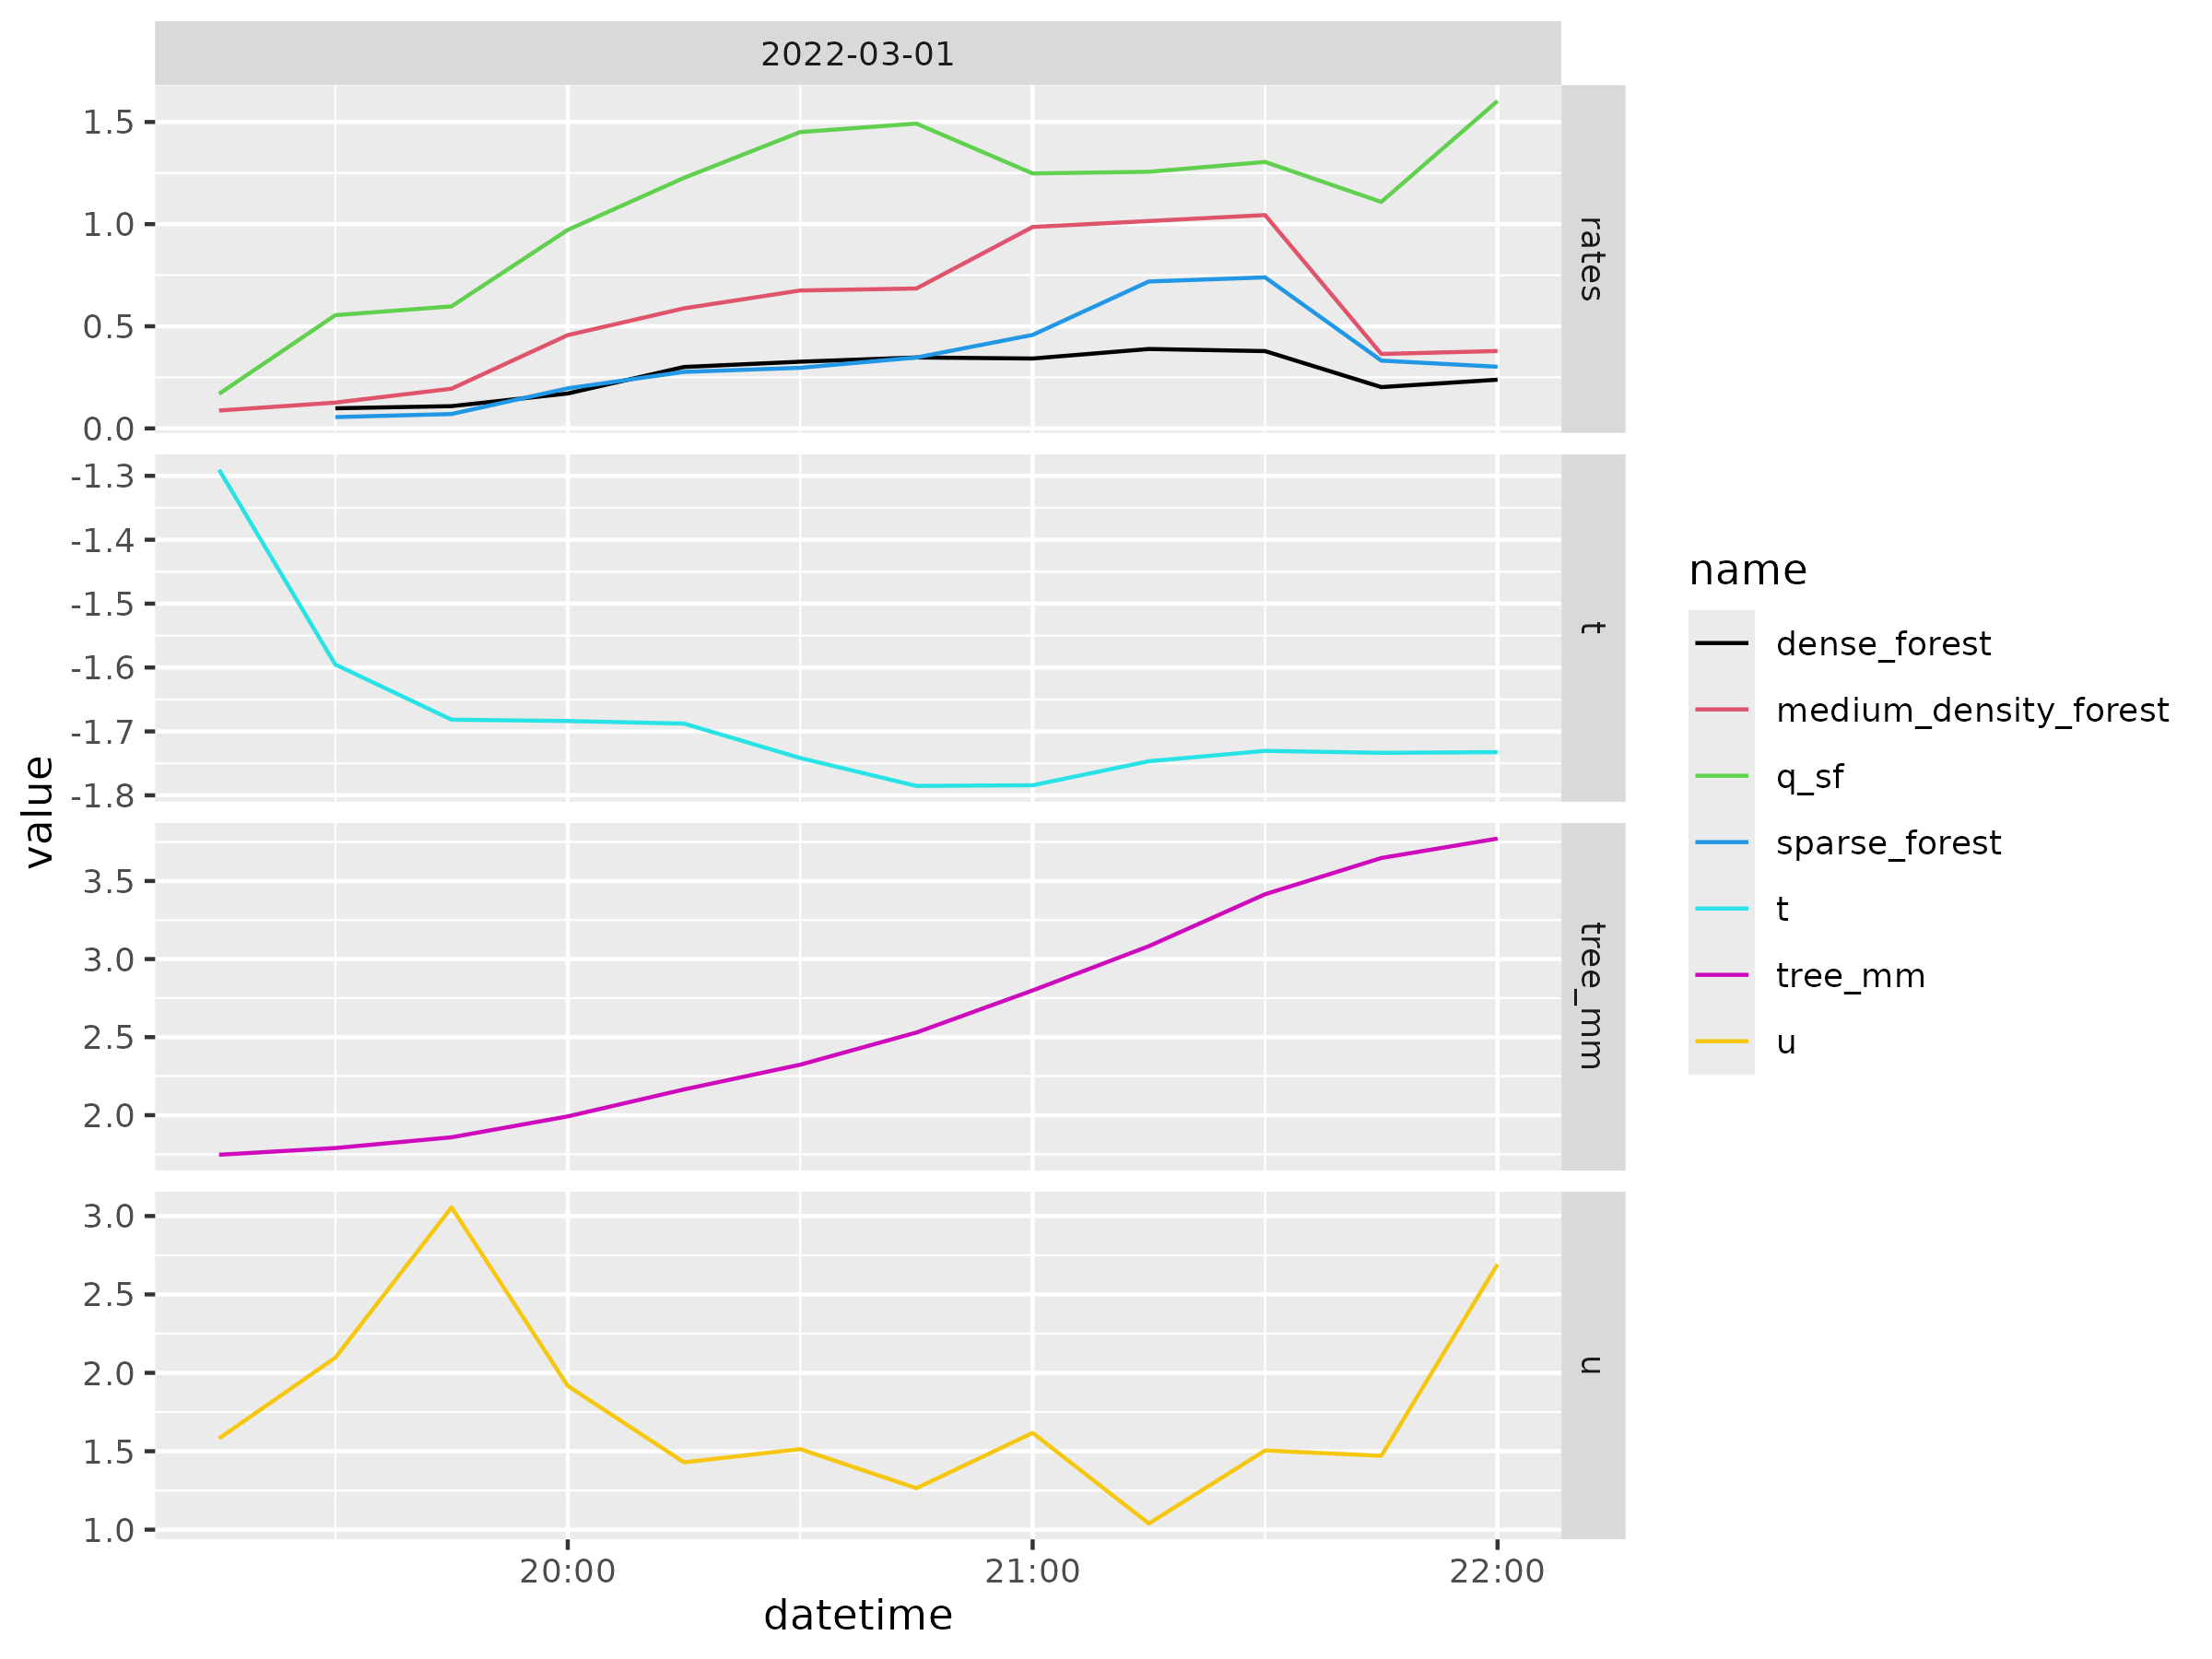 2022-03-01
1.5
1.0
0.5
0.0
rates
-1.3
-1.4
-1.5
-1.6
-1.7
-1.8
t
3.5
3.0
2.5
2.0
tree_mm
3.0
2.5
2.0
1.5
1.0
u
20:00 21:00 22:00
datetime
value
name
dense_forest
medium_density_forest
q_sf
sparse_forest
t
tree_mm
u